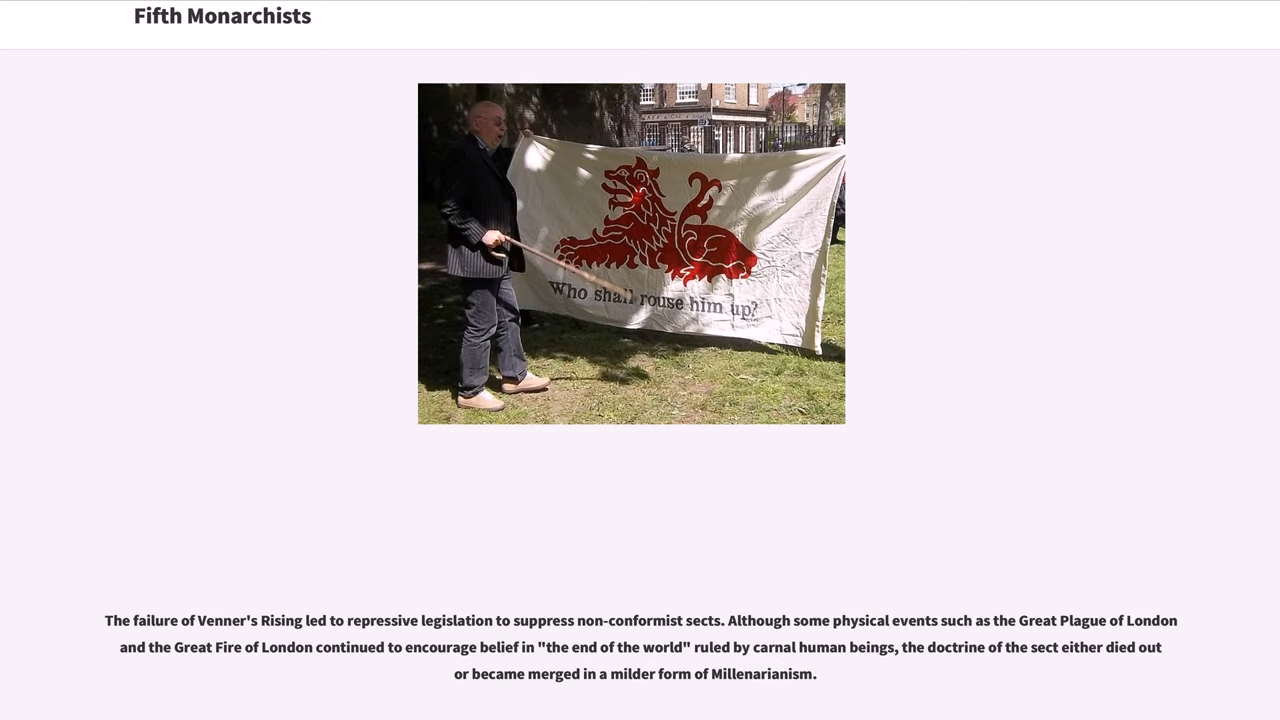 Fifth Monarchists
Who shall rouse him up?
The failure of Venner's Rising led to repressive legislation to suppress non-conformist sects. Although some physical events such as the Great Plague of London
and the Great Fire of London continued to encourage belief in "the end of the world" ruled by carnal human beings, the doctrine of the sect either died out
or became merged in a milder form of Millenarianism.